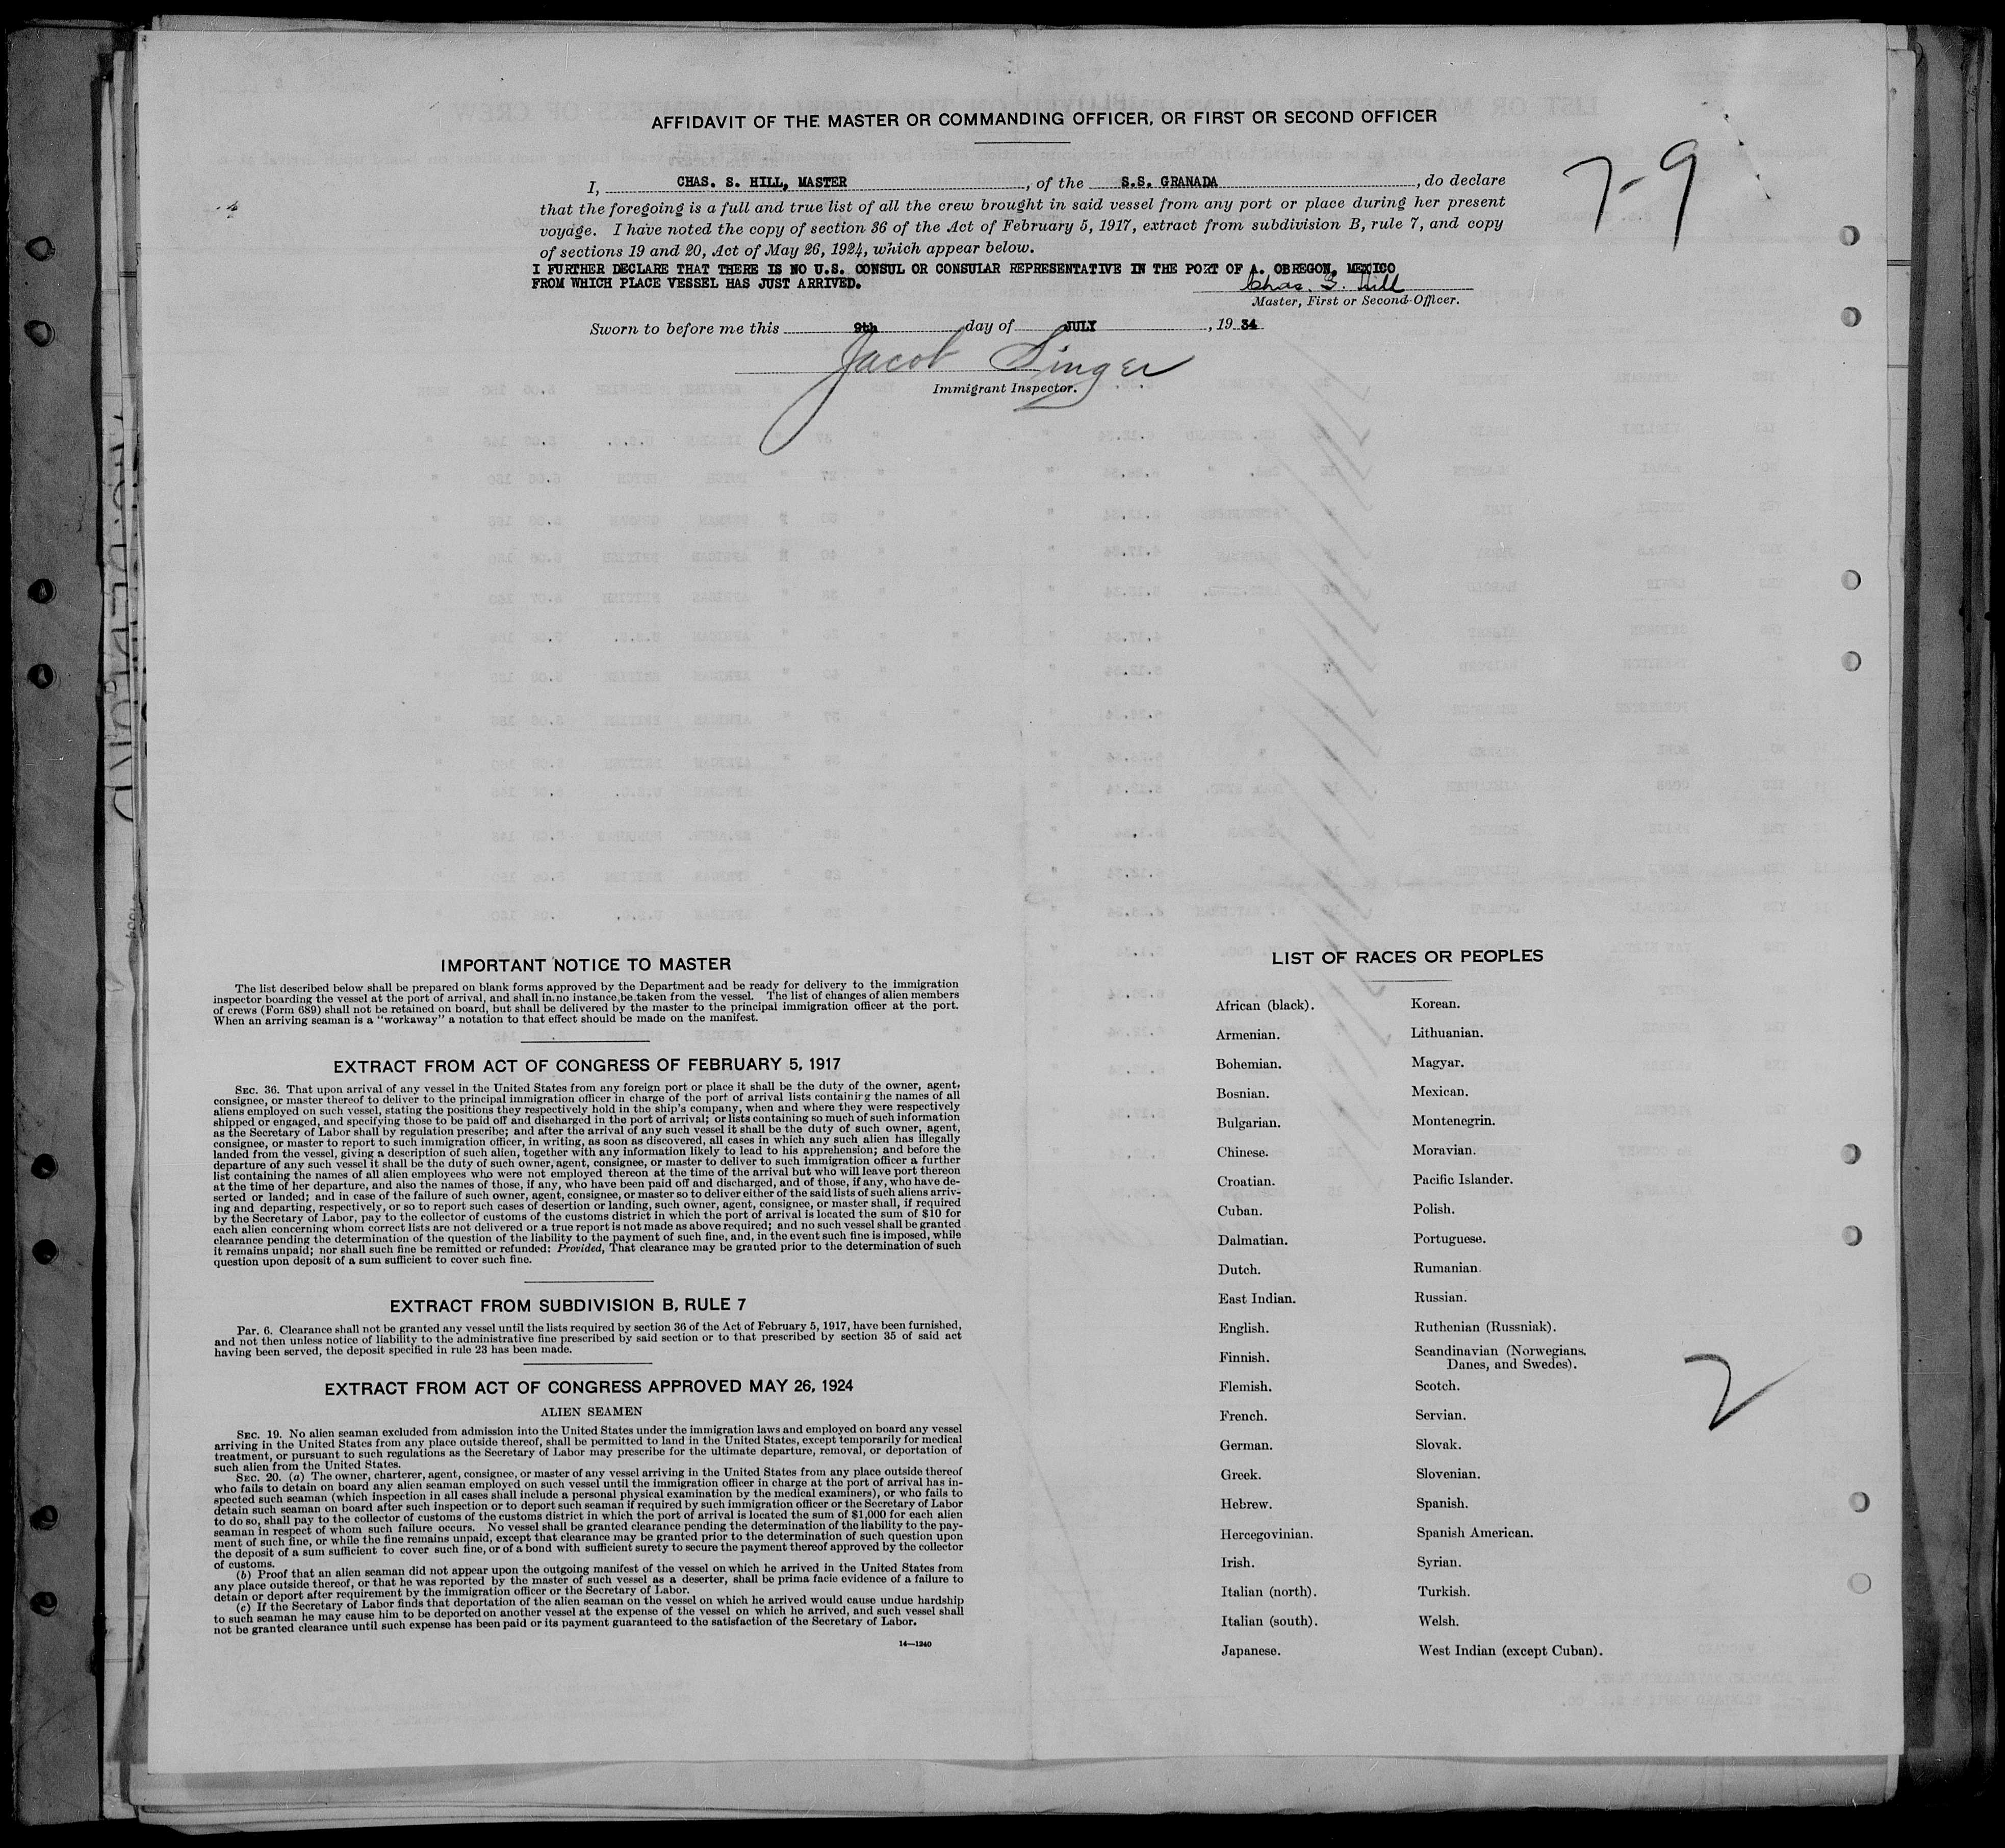 AFFIDAVIT OF THE MASTER OR COMMANDING OFFICER, OR FIRST OR SECOND OFFICER
7-9
I, CHAS. S. HILL, MASTER, of the S.S. GRANADA, do declare
that the foregoing is a full and true list of all the crew brought in said vessel from any port or place during her present
voyage. I have noted the copy of section 36 of the Act of February 5, 1917, extract from subdivision B, rule 7, and copy
of sections 19 and 20, Act of May 26, 1924, which appear below.
I FURTHER DECLARE THAT THERE IS NO U.S. CONSUL OR CONSULAR REPRESENTATIVE IN THE PORT OF A. OBREGON, MEXICO
FROM WHICH PLACE VESSEL HAS JUST ARRIVED.
Chas. S. Hill
Master, First or Second Officer.
Sworn to before me this 9th day of JULY, 1934
Jacob Singer
Immigrant Inspector.
IMPORTANT NOTICE TO MASTER
The list described below shall be prepared on blank forms approved by the Department and be ready for delivery to the immigration
inspector boarding the vessel at the port of arrival, and shall in no instance be taken from the vessel. The list of changes of alien members
of crews (Form 689) shall not be retained on board, but shall be delivered by the master to the principal immigration officer at the port.
When an arriving seaman is a "workaway" a notation to that effect should be made on the manifest.
EXTRACT FROM ACT OF CONGRESS OF FEBRUARY 5, 1917
SEC. 36. That upon arrival of any vessel in the United States from any foreign port or place it shall be the duty of the owner, agent,
consignee, or master thereof to deliver to the principal immigration officer in charge of the port of arrival lists containing the names of all
aliens employed on such vessel, stating the positions they respectively hold in the ship's company, when and where they were respectively
shipped or engaged, and specifying those to be paid off and discharged in the port of arrival; or lists containing so much of such information
as the Secretary of Labor shall by regulation prescribe; and after the arrival of any such vessel it shall be the duty of such owner, agent,
consignee, or master to report to such immigration officer, in writing, as soon as discovered, all cases in which any such alien has illegally
landed from the vessel, giving a description of such alien, together with any information likely to lead to his apprehension; and before the
departure of any such vessel it shall be the duty of such owner, agent, consignee, or master to deliver to such immigration officer a further
list containing the names of all alien employees who were not employed thereon at the time of the arrival but who will leave port thereon
at the time of her departure, and also the names of those, if any, who have been paid off and discharged, and of those, if any, who have de-
serted or landed; and in case of the failure of such owner, agent, consignee, or master so to deliver either of the said lists of such aliens arriv-
ing and departing, respectively, or so to report such cases of desertion or landing, such owner, agent, consignee, or master shall, if required
by the Secretary of Labor, pay to the collector of customs of the customs district in which the port of arrival is located the sum of $10 for
each alien concerning whom correct lists are not delivered or a true report is not made as above required; and no such vessel shall be granted
clearance pending the determination of the question of the liability to the payment of such fine, and, in the event such fine is imposed, while
it remains unpaid; nor shall such fine be remitted or refunded: Provided, That clearance may be granted prior to the determination of such
question upon deposit of a sum sufficient to cover such fine.
EXTRACT FROM SUBDIVISION B, RULE 7
Par. 6. Clearance shall not be granted any vessel until the lists required by section 36 of the Act of February 5, 1917, have been furnished,
and not then unless notice of liability to the administrative fine prescribed by said section or to that prescribed by section 35 of said act
having been served, the deposit specified in rule 23 has been made.
EXTRACT FROM ACT OF CONGRESS APPROVED MAY 26, 1924
ALIEN SEAMEN
SEC. 19. No alien seaman excluded from admission into the United States under the immigration laws and employed on board any vessel
arriving in the United States from any place outside thereof, shall be permitted to land in the United States, except temporarily for medical
treatment, or pursuant to such regulations as the Secretary of Labor may prescribe for the ultimate departure, removal, or deportation of
such alien from the United States.
SEC. 20. (a) The owner, charterer, agent, consignee, or master of any vessel arriving in the United States from any place outside thereof
who fails to detain on board any alien seaman employed on such vessel until the immigration officer in charge at the port of arrival has in-
spected such seaman (which inspection in all cases shall include a personal physical examination by the medical examiners), or who fails to
detain such seaman on board after such inspection or to deport such seaman if required by such immigration officer or the Secretary of Labor
to do so, shall pay to the collector of customs of the customs district in which the port of arrival is located the sum of $1,000 for each alien
seaman in respect of whom such failure occurs. No vessel shall be granted clearance pending the determination of the liability to the pay-
ment of such fine, or while the fine remains unpaid, except that clearance may be granted prior to the determination of such question upon
the deposit of a sum sufficient to cover such fine, or of a bond with sufficient surety to secure the payment thereof approved by the collector
of customs.
(b) Proof that an alien seaman did not appear upon the outgoing manifest of the vessel on which he arrived in the United States from
any place outside thereof, or that he was reported by the master of such vessel as a deserter, shall be prima facie evidence of a failure to
detain or deport after requirement by the immigration officer or the Secretary of Labor.
(c) If the Secretary of Labor finds that deportation of the alien seaman on the vessel on which he arrived would cause undue hardship
to such seaman he may cause him to be deported on another vessel at the expense of the vessel on which he arrived, and such vessel shall
not be granted clearance until such expense has been paid or its payment guaranteed to the satisfaction of the Secretary of Labor.
14—1240
LIST OF RACES OR PEOPLES
African (black).
Armenian.
Bohemian.
Bosnian.
Bulgarian.
Chinese.
Croatian.
Cuban.
Dalmatian.
Dutch.
East Indian.
English.
Finnish.
Flemish.
French.
German.
Greek.
Hebrew.
Hercegovinian.
Irish.
Italian (north).
Italian (south).
Japanese.
Korean.
Lithuanian.
Magyar.
Mexican.
Montenegrin.
Moravian.
Pacific Islander.
Polish.
Portuguese.
Rumanian.
Russian.
Ruthenian (Russniak).
Scandinavian (Norwegians,
Danes, and Swedes).
Scotch.
Servian.
Slovak.
Slovenian.
Spanish.
Spanish American.
Syrian.
Turkish.
Welsh.
West Indian (except Cuban).
2